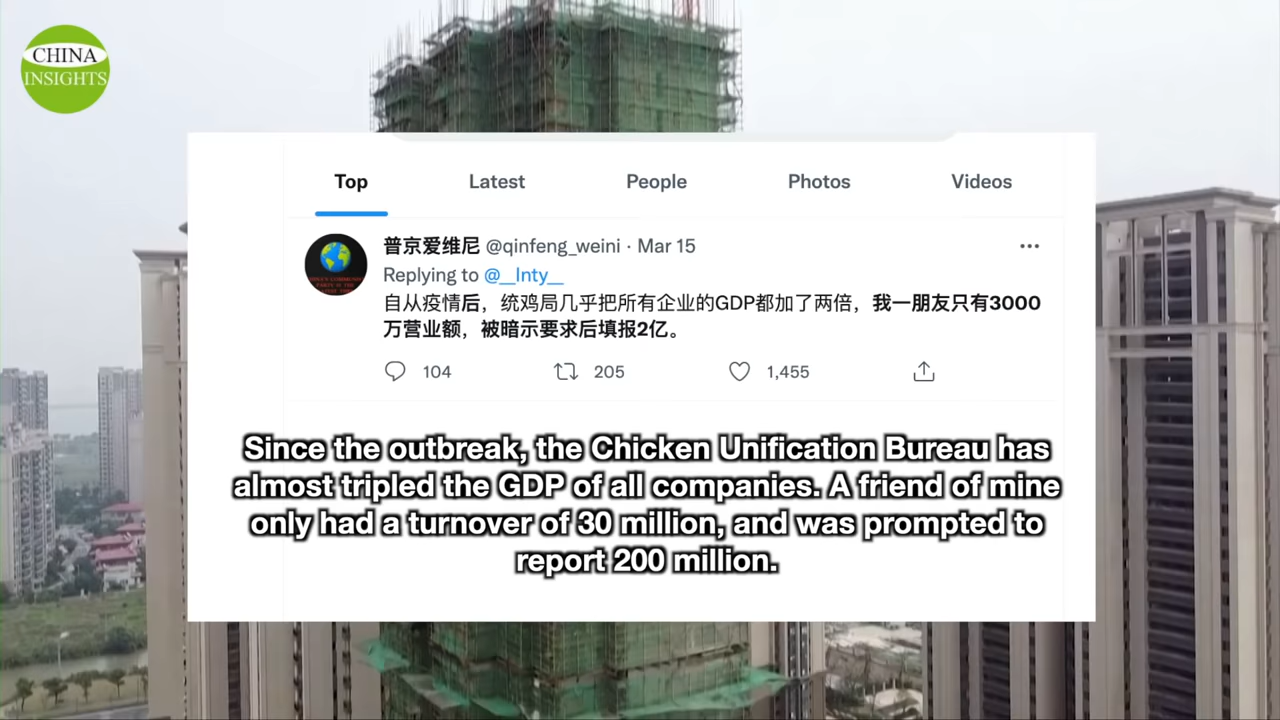 CHINA
INSIGHTS
Top Latest People Photos Videos
普京爱维尼 @qinfeng_weini · Mar 15
Replying to @__Inty__
自从疫情后，统鸡局几乎把所有企业的GDP都加了两倍，我一朋友只有3000
万营业额，被暗示要求后填报2亿。
104 205 1,455
Since the outbreak, the Chicken Unification Bureau has
almost tripled the GDP of all companies. A friend of mine
only had a turnover of 30 million, and was prompted to
report 200 million.